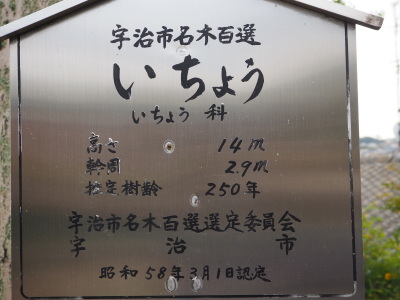 宇治市名木百選
いちょう
いちょう 科
高さ 14m
幹周 2.9m
推定樹齢 250年
宇治市名木百選選定委員会
宇治市
昭和58年3月1日認定